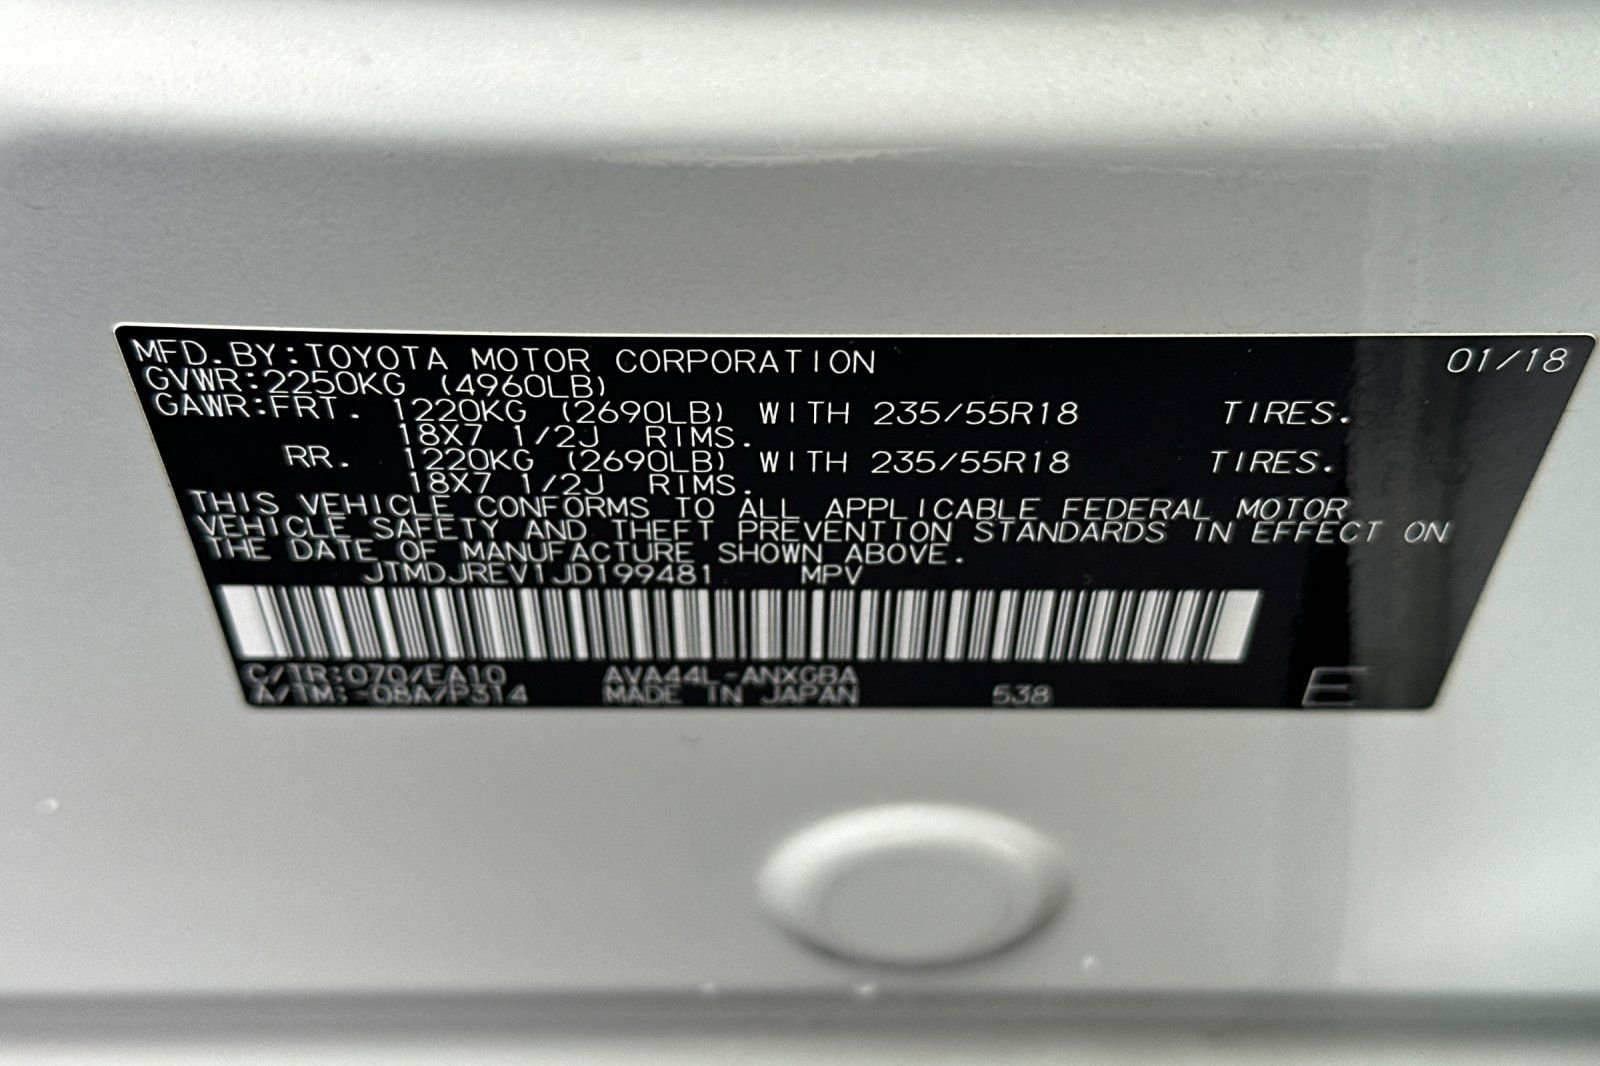 MFD.BY:TOYOTA MOTOR CORPORATION 01/18
GVWR:2250KG (4960LB)
GAWR:FRT. 1220KG (2690LB) WITH 235/55R18 TIRES.
18X7 1/2J RIMS.
RR. 1220KG (2690LB) WITH 235/55R18 TIRES.
18X7 1/2J RIMS.
THIS VEHICLE CONFORMS TO ALL APPLICABLE FEDERAL MOTOR
VEHICLE SAFETY AND THEFT PREVENTION STANDARDS IN EFFECT ON
THE DATE OF MANUFACTURE SHOWN ABOVE.
JTMDJREV1JD199481 MPV
C/TR:070/EA10 AVA44L-ANXGBA
A/TM:-08A/P314 MADE IN JAPAN 538 E